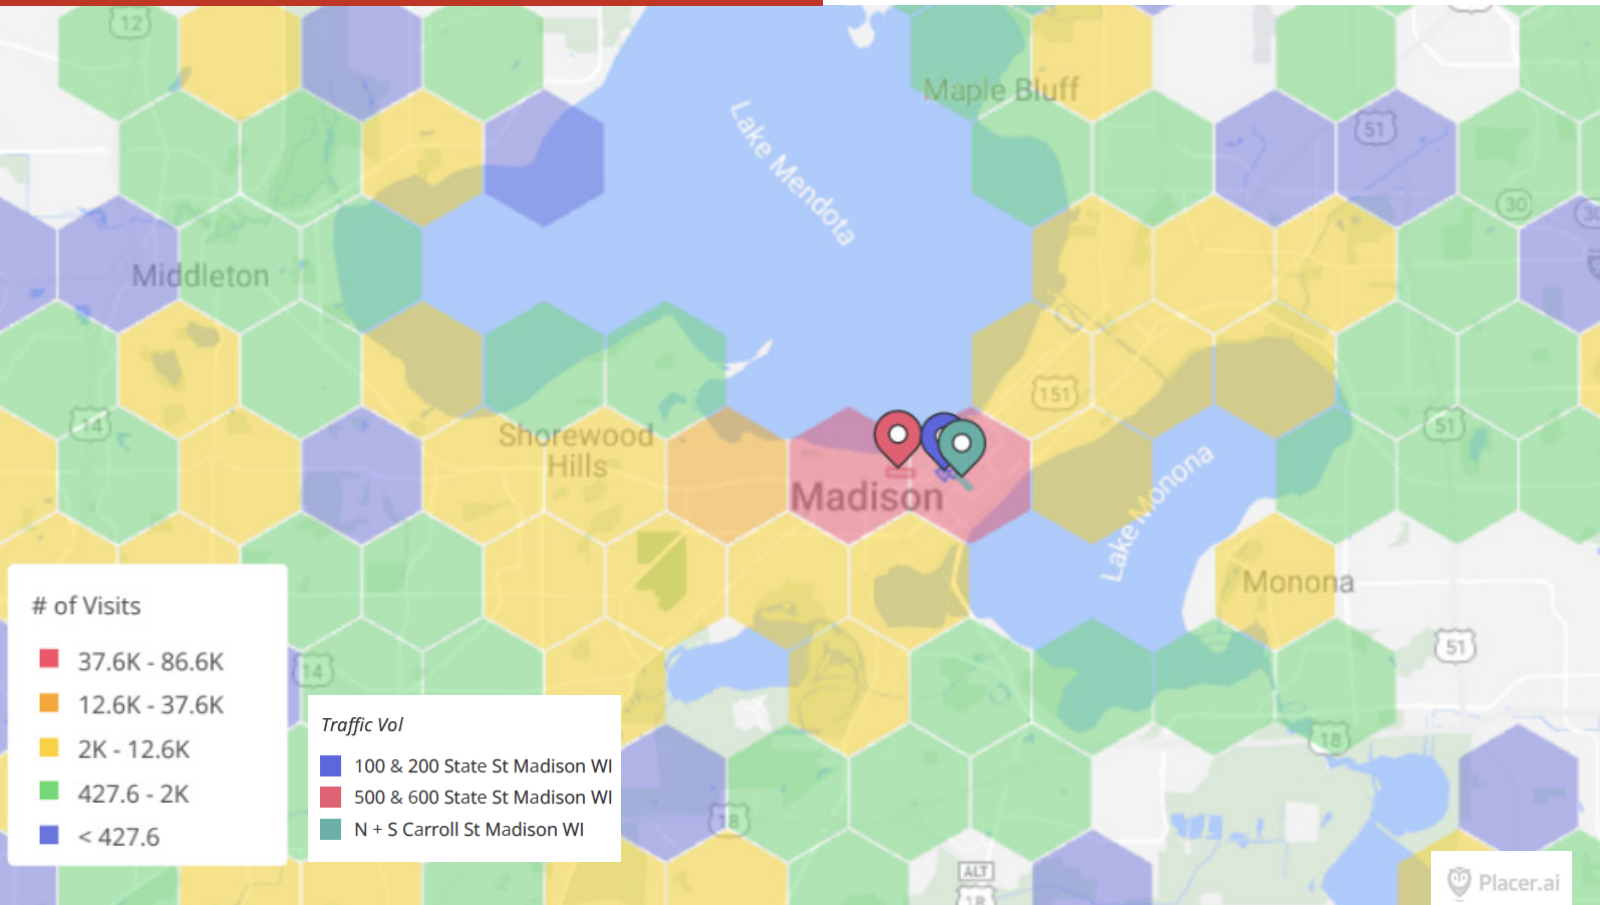 12
Maple Bluff
51
Lake Mendota
30
Middleton
151
14
Shorewood
Hills
51
Madison
Lake Monona
Monona
51
14
18
18
ALT
18
# of Visits
37.6K - 86.6K
12.6K - 37.6K
2K - 12.6K
427.6 - 2K
< 427.6
Traffic Vol
100 & 200 State St Madison WI
500 & 600 State St Madison WI
N + S Carroll St Madison WI
Placer.ai